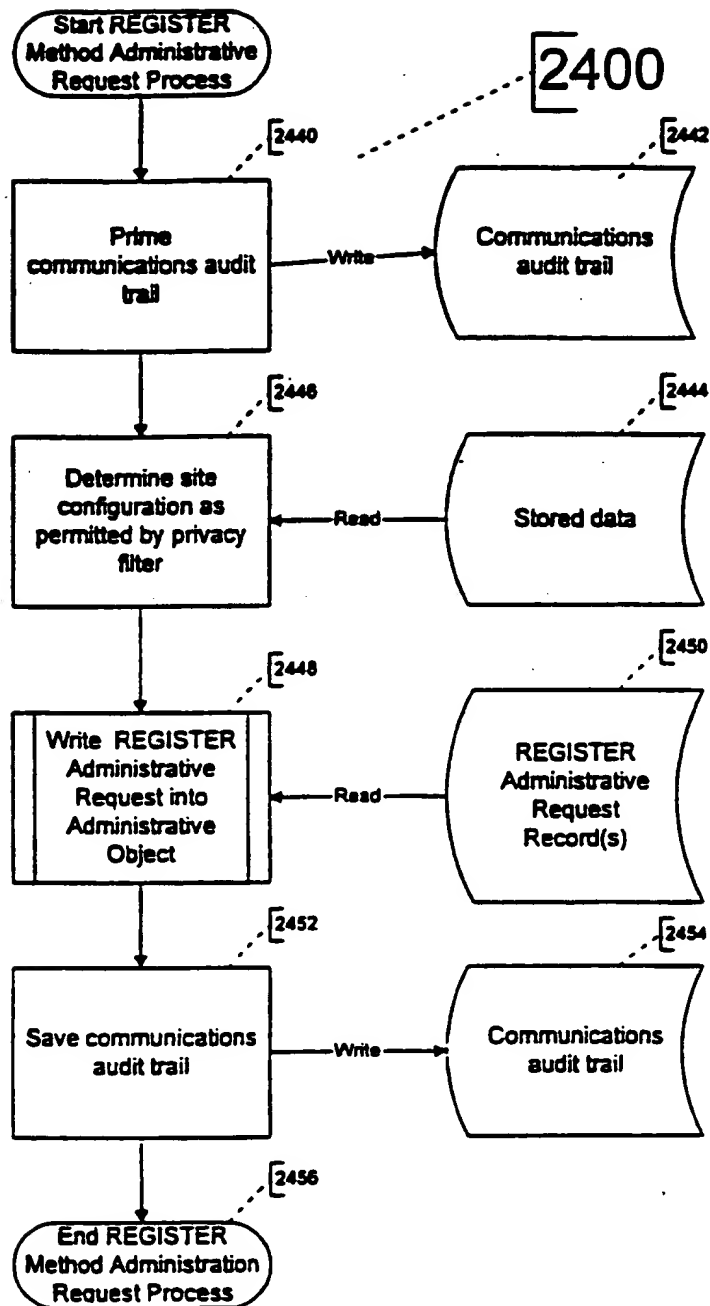 Start REGISTER
Method Administrative
Request Process
2400
2440
2442
Prime
communications audit
trail
Write
Communications
audit trail
2446
2444
Determine site
configuration as
permitted by privacy
filter
Read
Stored data
2448
2450
Write REGISTER
Administrative
Request into
Administrative
Object
Read
REGISTER
Administrative
Request
Record(s)
2452
2454
Save communications
audit trail
Write
Communications
audit trail
2456
End REGISTER
Method Administration
Request Process